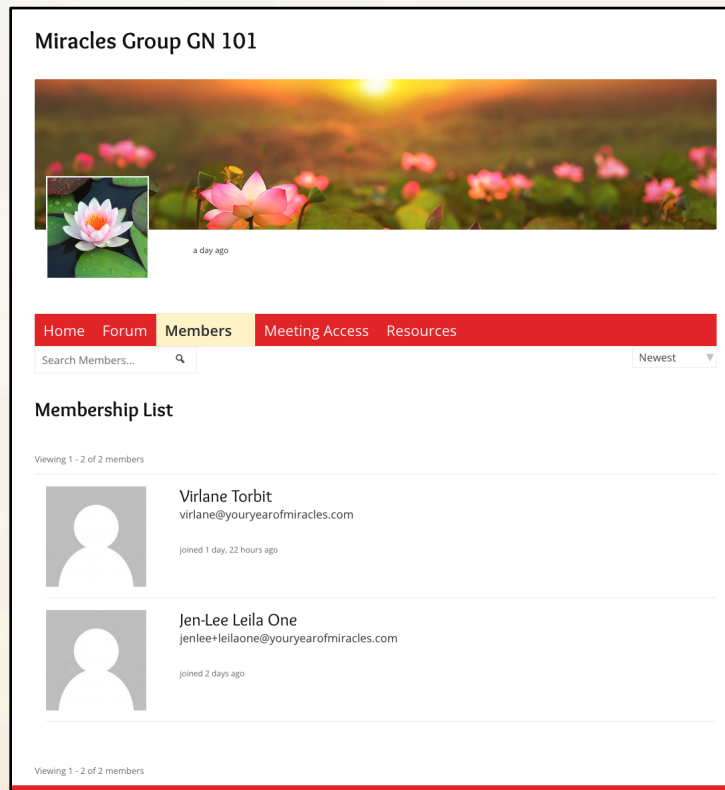 Miracles Group GN 101
a day ago
Home Forum Members Meeting Access Resources
Search Members...
Newest
Membership List
Viewing 1 - 2 of 2 members
Virlane Torbit
virlane@youryearofmiracles.com
joined 1 day, 22 hours ago
Jen-Lee Leila One
jenlee+leilaone@youryearofmiracles.com
joined 2 days ago
Viewing 1 - 2 of 2 members